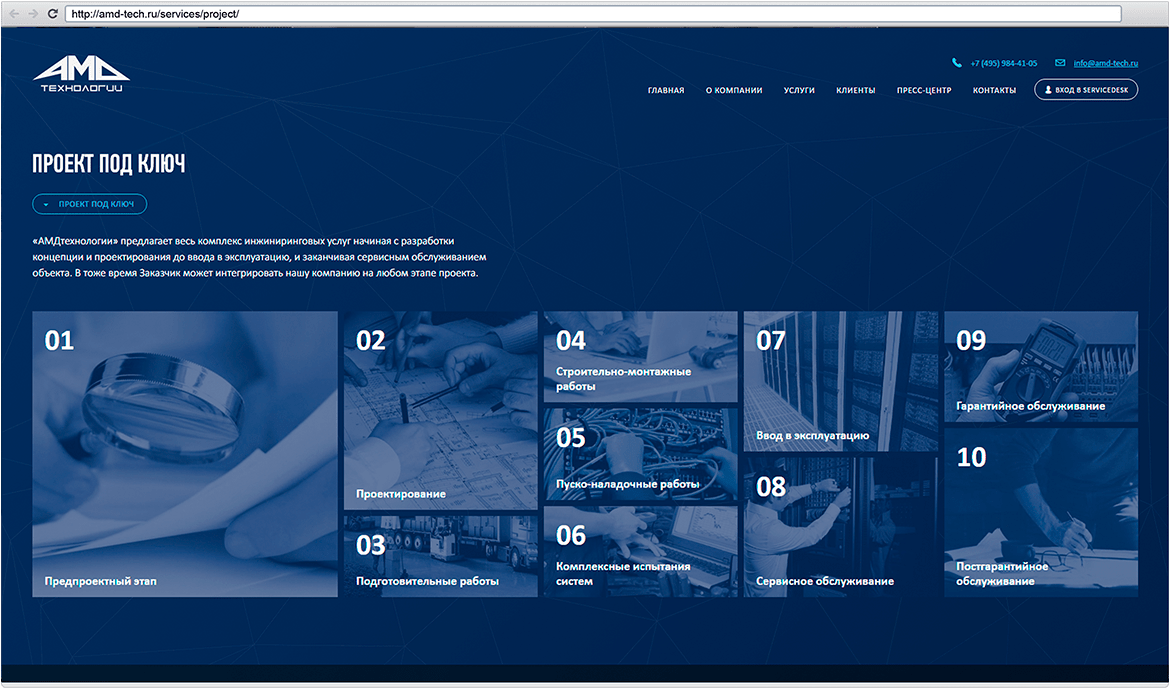 http://amd-tech.ru/services/project/
АМД
ТЕХНОЛОГИИ
+7 (495) 984-41-05
info@amd-tech.ru
ГЛАВНАЯ
О КОМПАНИИ
УСЛУГИ
КЛИЕНТЫ
ПРЕСС-ЦЕНТР
КОНТАКТЫ
ВХОД В SERVICEDESK
ПРОЕКТ ПОД КЛЮЧ
ПРОЕКТ ПОД КЛЮЧ
«АМДтехнологии» предлагает весь комплекс инжиниринговых услуг начиная с разработки
концепции и проектирования до ввода в эксплуатацию, и заканчивая сервисным обслуживанием
объекта. В тоже время Заказчик может интегрировать нашу компанию на любом этапе проекта.
01
Предпроектный этап
02
Проектирование
03
Подготовительные работы
04
Строительно-монтажные
работы
05
Пуско-наладочные работы
06
Комплексные испытания
систем
07
Ввод в эксплуатацию
08
Сервисное обслуживание
09
Гарантийное обслуживание
10
Постгарантийное
обслуживание